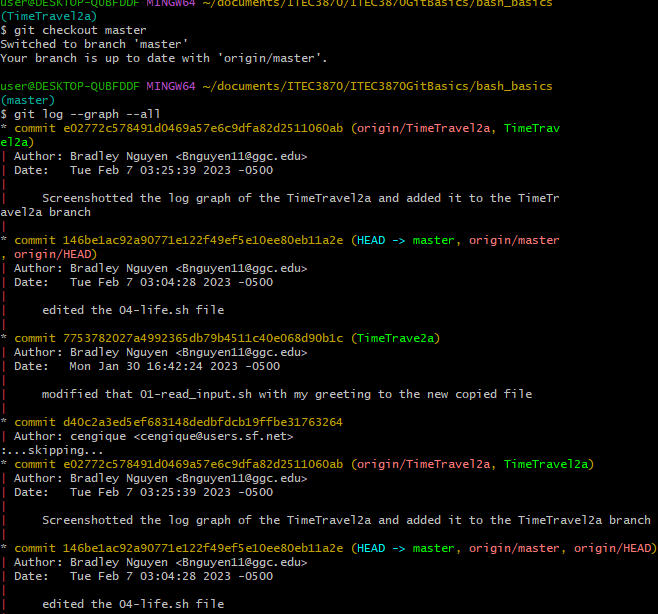 user@DESKTOP-QUBFDDF MINGW64 ~/documents/ITEC3870/ITEC3870GitBasics/bash_basics
(TimeTravel2a)
$ git checkout master
Switched to branch 'master'
Your branch is up to date with 'origin/master'.
user@DESKTOP-QUBFDDF MINGW64 ~/documents/ITEC3870/ITEC3870GitBasics/bash_basics
(master)
$ git log --graph --all
* commit e02772c578491d0469a57e6c9dfa82d2511060ab (origin/TimeTravel2a, TimeTrav
el2a)
| Author: Bradley Nguyen <Bnguyen11@ggc.edu>
| Date:   Tue Feb 7 03:25:39 2023 -0500
|
|     Screenshotted the log graph of the TimeTravel2a and added it to the TimeTr
avel2a branch
|
* commit 146be1ac92a90771e122f49ef5e10ee80eb11a2e (HEAD -> master, origin/master
, origin/HEAD)
| Author: Bradley Nguyen <Bnguyen11@ggc.edu>
| Date:   Tue Feb 7 03:04:28 2023 -0500
|
|     edited the 04-life.sh file
|
* commit 7753782027a4992365db79b4511c40e068d90b1c (TimeTrave2a)
| Author: Bradley Nguyen <Bnguyen11@ggc.edu>
| Date:   Mon Jan 30 16:42:24 2023 -0500
|
|     modified that 01-read_input.sh with my greeting to the new copied file
|
* commit d40c2a3ed5ef683148dedbfdcb19ffbe31763264
| Author: cengique <cengique@users.sf.net>
:...skipping...
* commit e02772c578491d0469a57e6c9dfa82d2511060ab (origin/TimeTravel2a, TimeTravel2a)
| Author: Bradley Nguyen <Bnguyen11@ggc.edu>
| Date:   Tue Feb 7 03:25:39 2023 -0500
|
|     Screenshotted the log graph of the TimeTravel2a and added it to the TimeTravel2a branch
|
* commit 146be1ac92a90771e122f49ef5e10ee80eb11a2e (HEAD -> master, origin/master, origin/HEAD)
| Author: Bradley Nguyen <Bnguyen11@ggc.edu>
| Date:   Tue Feb 7 03:04:28 2023 -0500
|
|     edited the 04-life.sh file